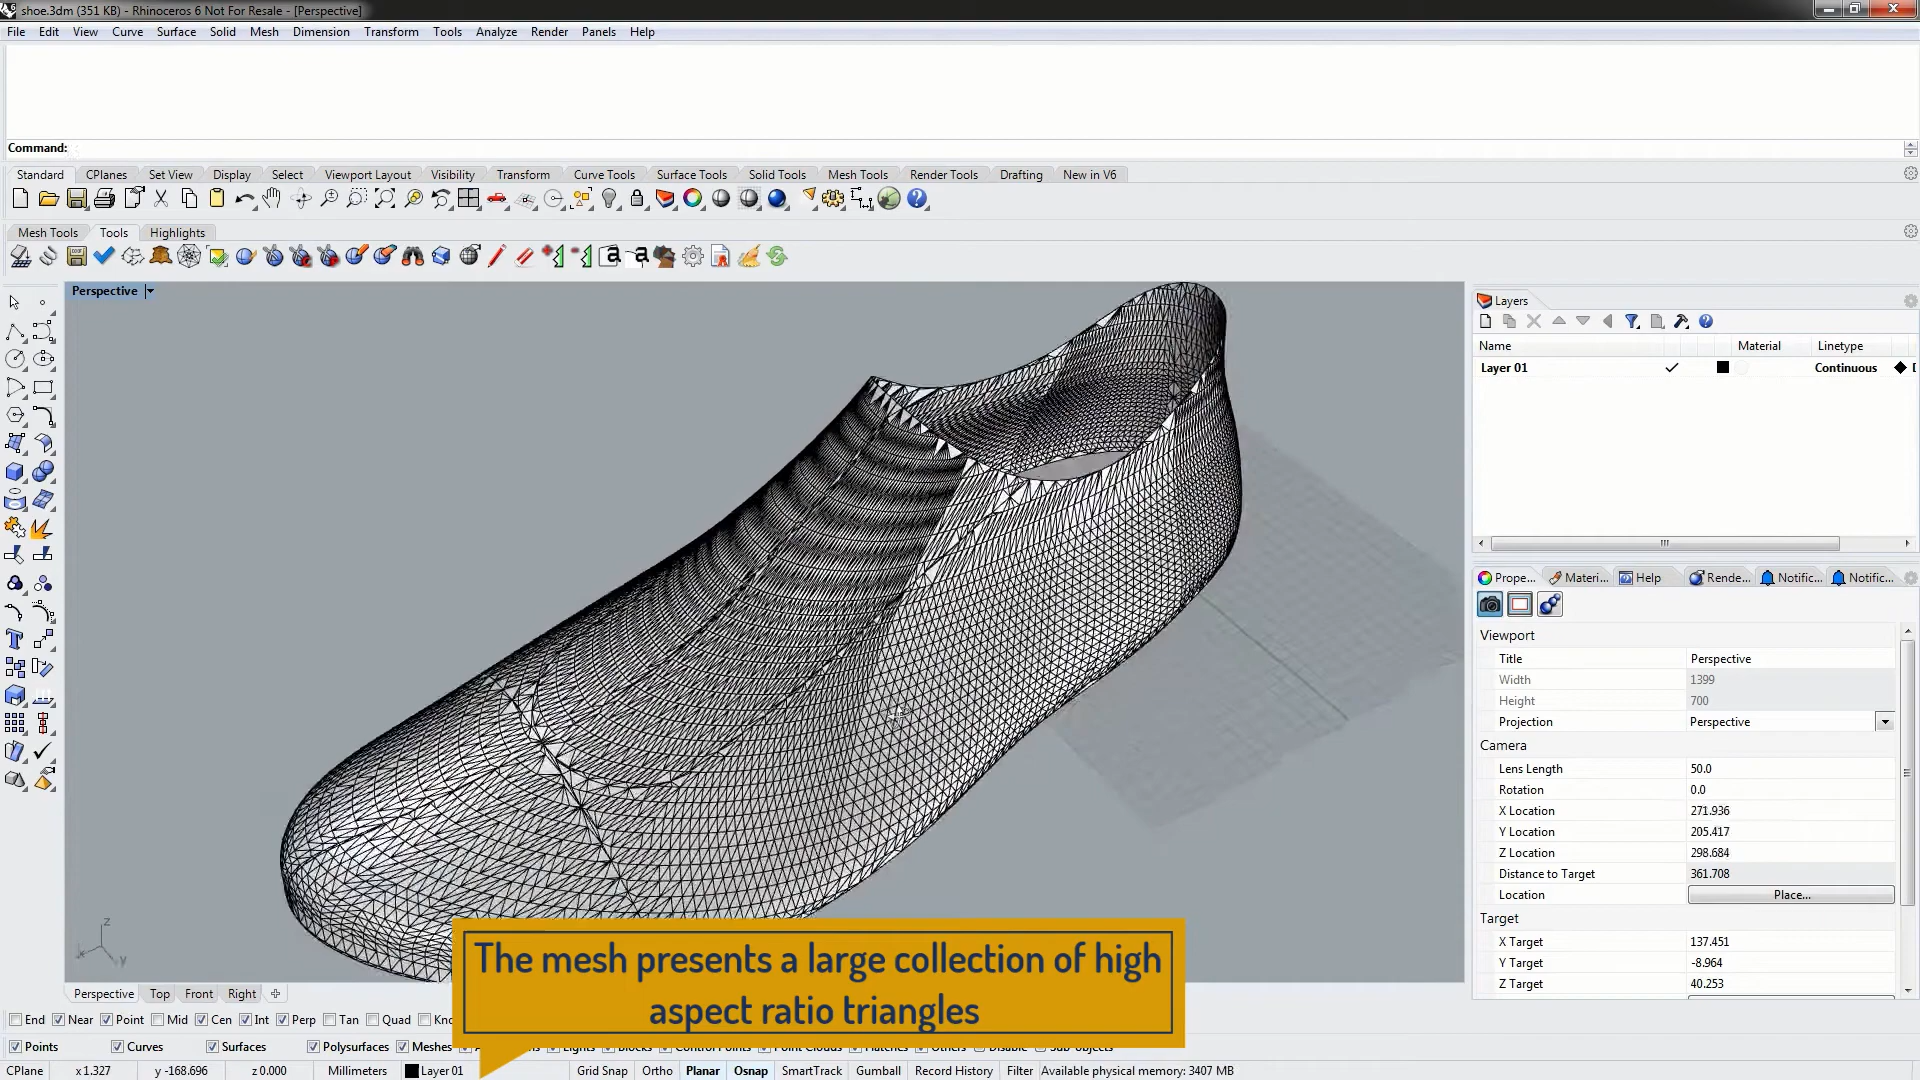 shoe.3dm (351 KB) - Rhinoceros 6 Not For Resale - [Perspective]
File Edit View Curve Surface Solid Mesh Dimension Transform Tools Analyze Render Panels Help
Command:
Standard CPlanes Set View Display Select Viewport Layout Visibility Transform Curve Tools Surface Tools Solid Tools Mesh Tools Render Tools Drafting New in V6
Mesh Tools Tools Highlights
Perspective
Layers
Name Material Linetype
Layer 01 Continuous
Prope... Materi... Help Rende... Notific... Notific...
Viewport
Title Perspective
Width 1399
Height 700
Projection Perspective
Camera
Lens Length 50.0
Rotation 0.0
X Location 271.936
Y Location 205.417
Z Location 298.684
Distance to Target 361.708
Location Place...
Target
X Target 137.451
Y Target -8.964
Z Target 40.253
z
x
y
The mesh presents a large collection of high
aspect ratio triangles
Perspective Top Front Right
End Near Point Mid Cen Int Perp Tan Quad Kno
Points Curves Surfaces Polysurfaces Meshes
CPlane x 1.327 y -168.696 z 0.000 Millimeters Layer 01 Grid Snap Ortho Planar Osnap SmartTrack Gumball Record History Filter Available physical memory: 3407 MB